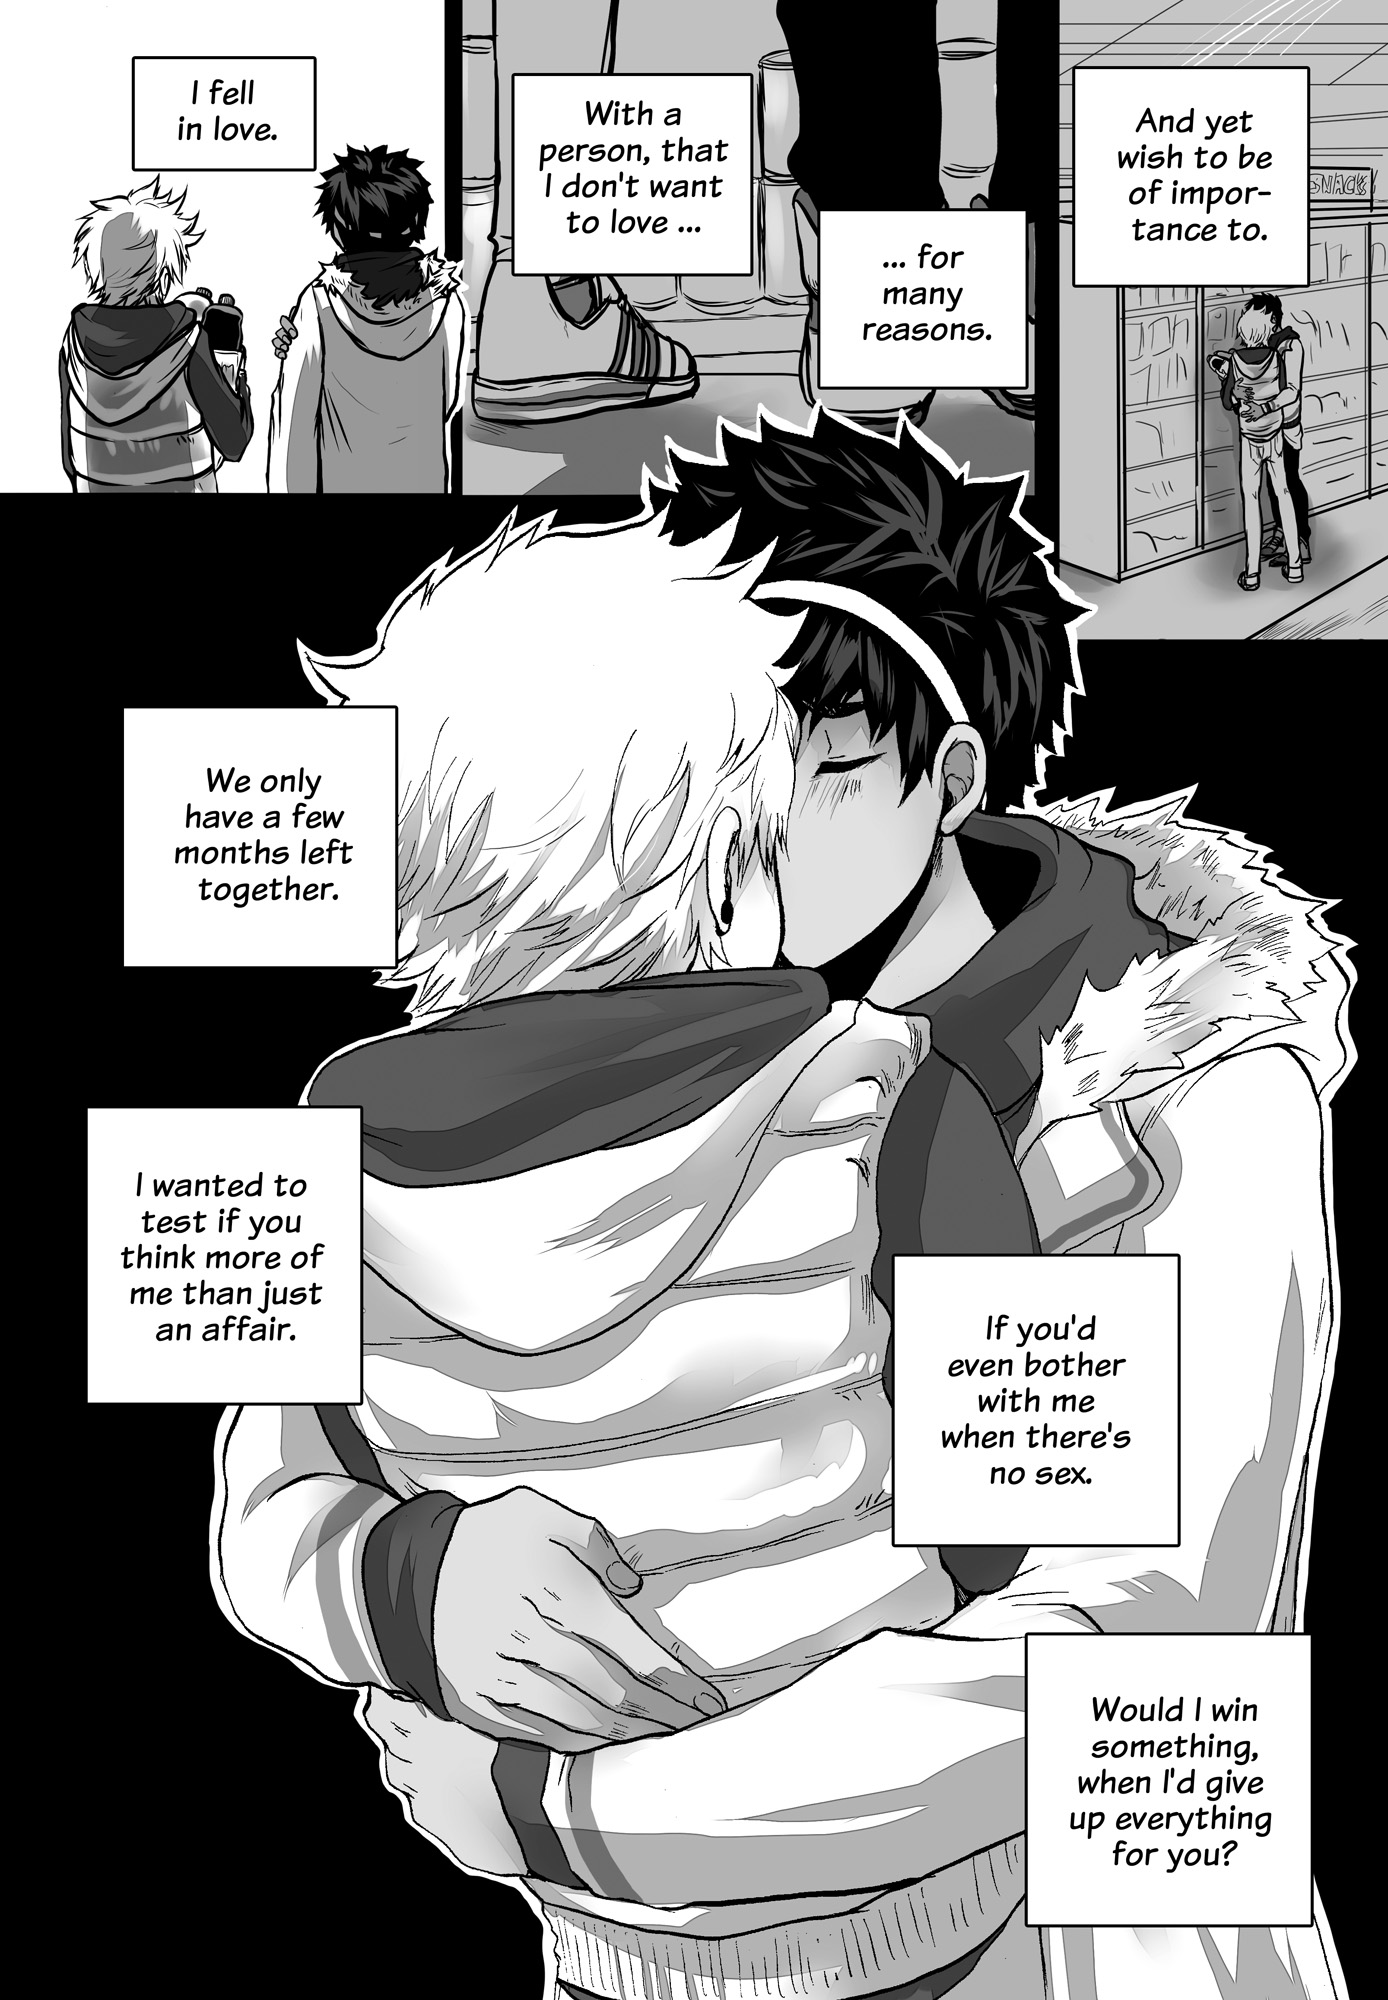 I fell
in love.
With a
person, that
I don't want
to love ...
... for
many
reasons.
And yet
wish to be
of impor-
tance to.
SNACK
We only
have a few
months left
together.
I wanted to
test if you
think more of
me than just
an affair.
If you'd
even bother
with me
when there's
no sex.
Would I win
something,
when I'd give
up everything
for you?